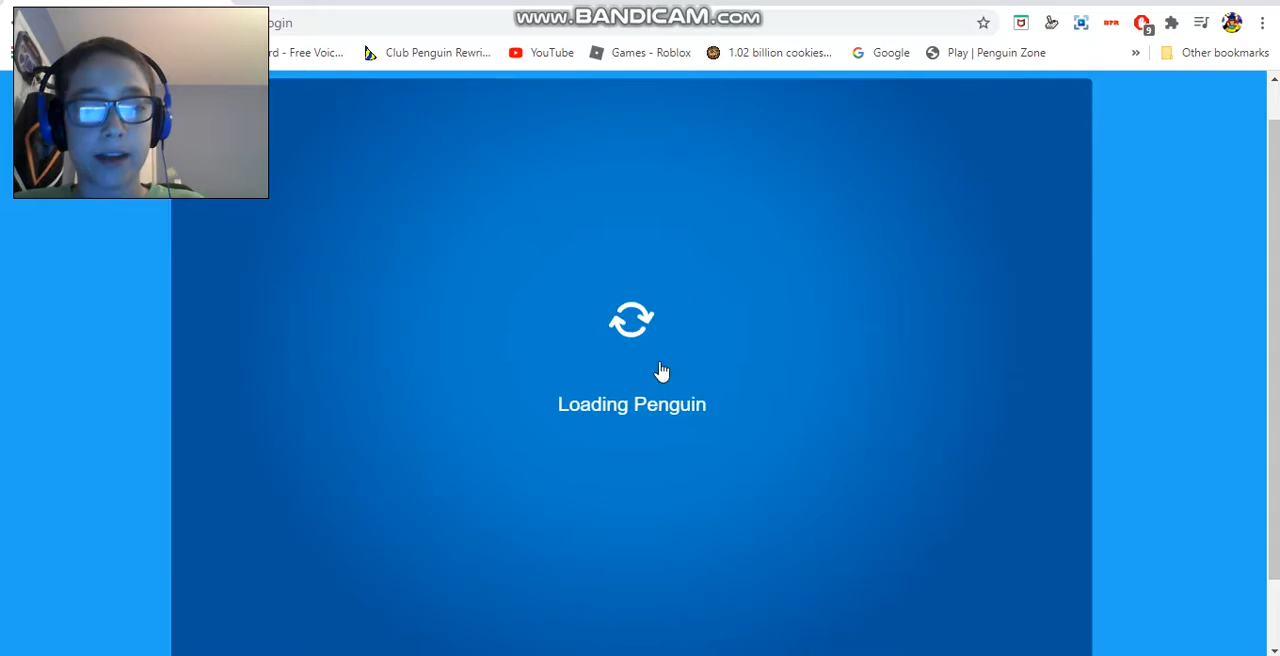 www.BANDICAM.com
ogin
rd - Free Voic...
Club Penguin Rewri...
YouTube
Games - Roblox
1.02 billion cookies...
Google
Play | Penguin Zone
»
Other bookmarks
9
Loading Penguin